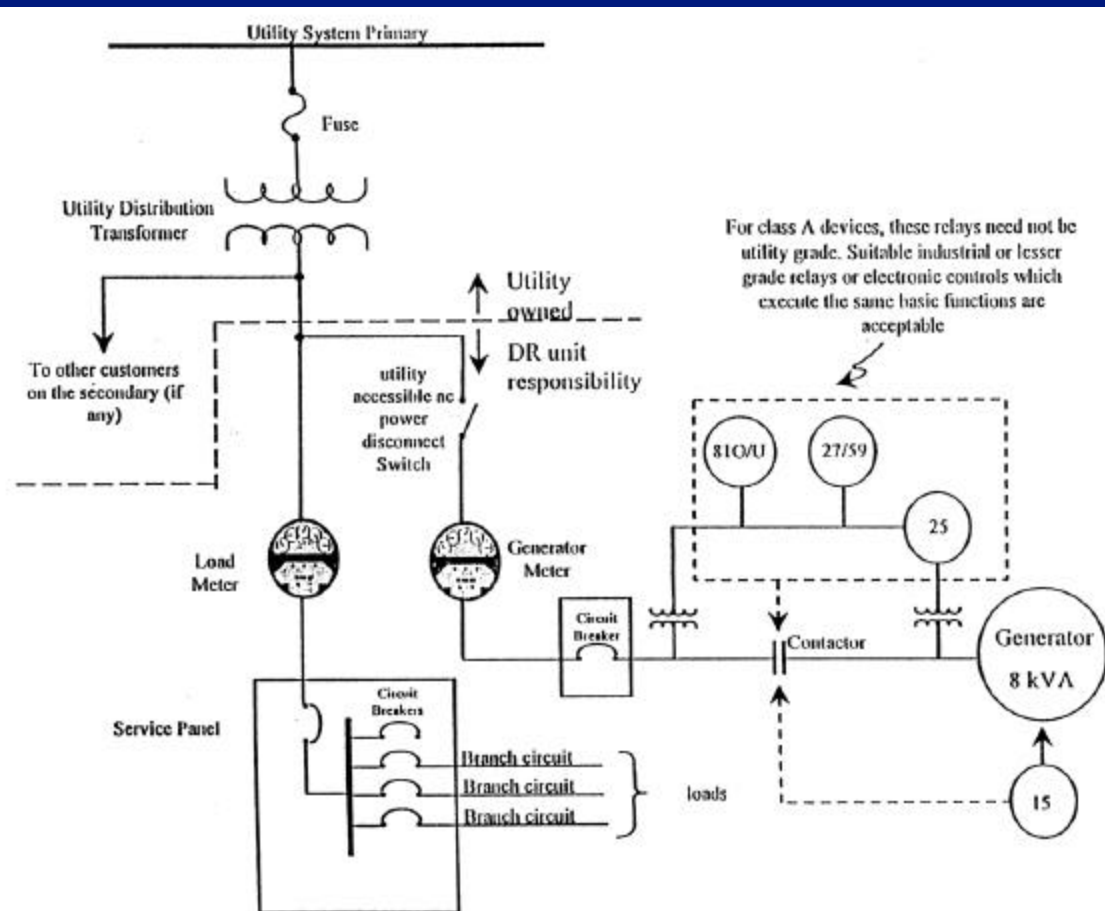 Utility System Primary
Fuse
Utility Distribution
Transformer
For class A devices, these relays need not be
utility grade. Suitable industrial or lesser
grade relays or electronic controls which
execute the same basic functions are
acceptable
Utility
owned
DR unit
responsibility
To other customers
on the secondary (if
any)
utility
accessible ac
power
disconnect
Switch
81O/U
27/59
25
Load
Meter
Generator
Meter
Circuit
Breaker
Contactor
Generator
8 kVA
Service Panel
Circuit
Breakers
Branch circuit
Branch circuit
Branch circuit
loads
15